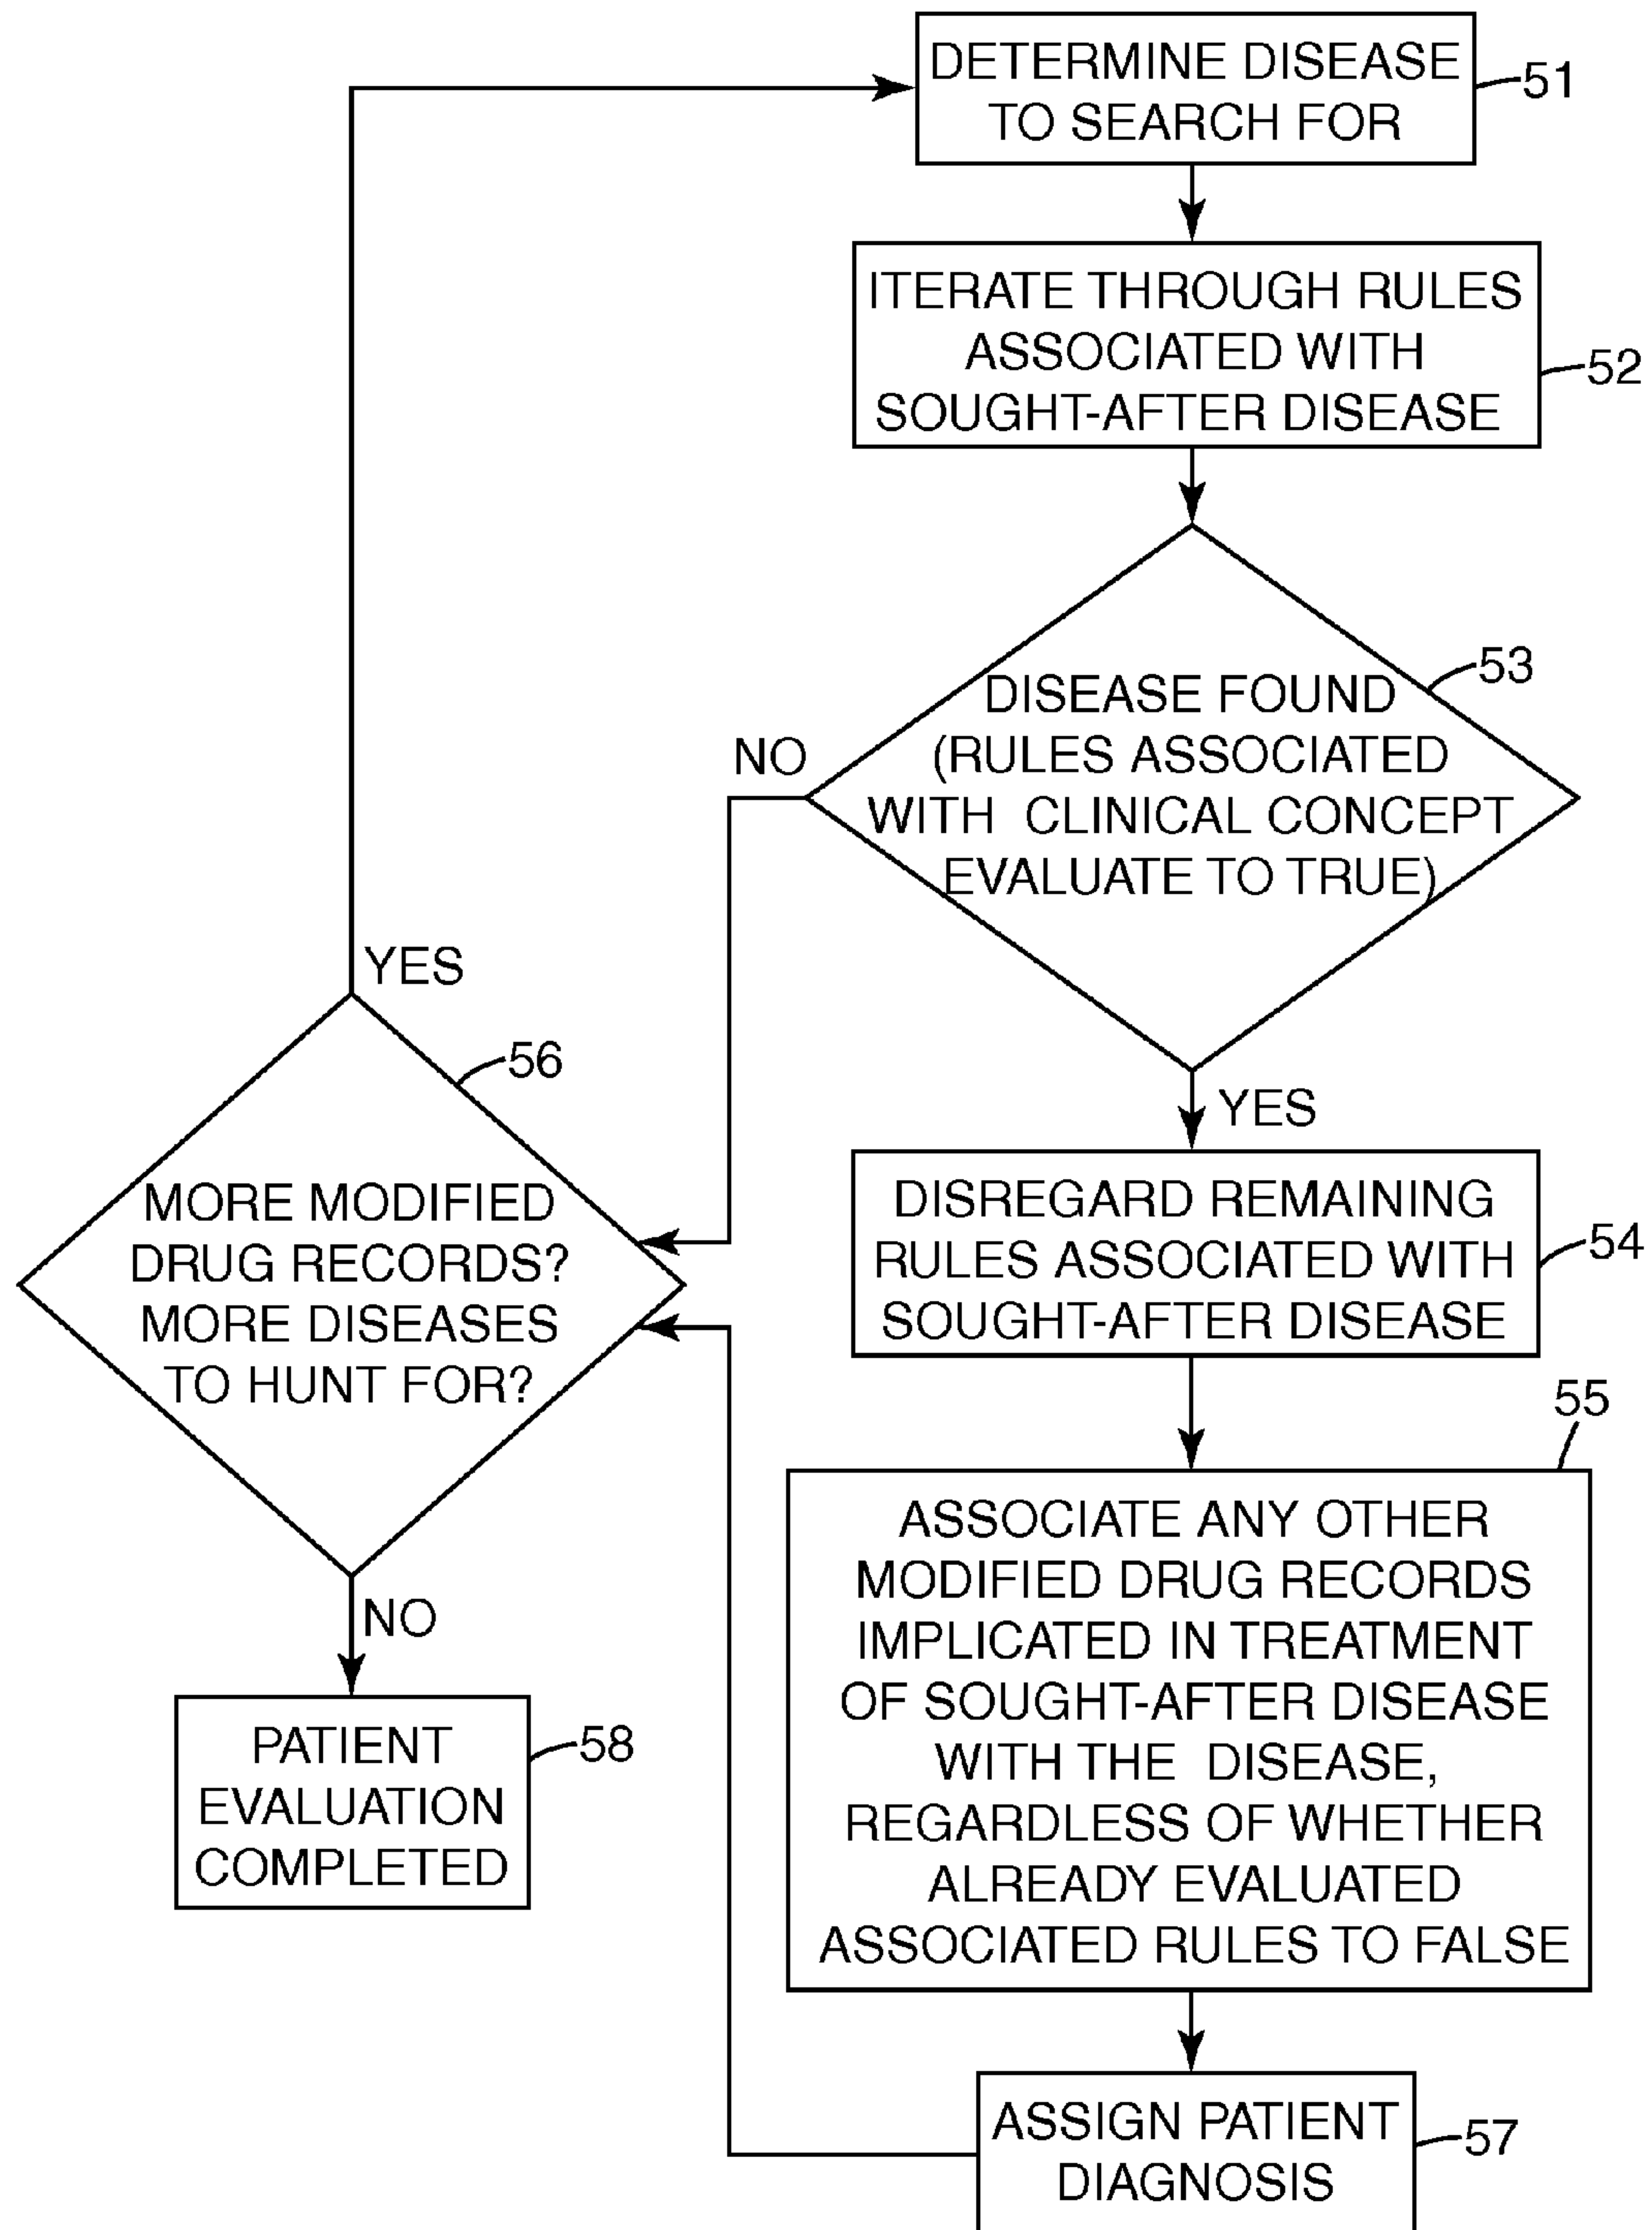 DETERMINE DISEASE
TO SEARCH FOR
51
ITERATE THROUGH RULES
ASSOCIATED WITH
SOUGHT-AFTER DISEASE
52
DISEASE FOUND
(RULES ASSOCIATED
WITH CLINICAL CONCEPT
EVALUATE TO TRUE)
53
NO
YES
DISREGARD REMAINING
RULES ASSOCIATED WITH
SOUGHT-AFTER DISEASE
54
55
ASSOCIATE ANY OTHER
MODIFIED DRUG RECORDS
IMPLICATED IN TREATMENT
OF SOUGHT-AFTER DISEASE
WITH THE DISEASE,
REGARDLESS OF WHETHER
ALREADY EVALUATED
ASSOCIATED RULES TO FALSE
ASSIGN PATIENT
DIAGNOSIS
57
YES
56
MORE MODIFIED
DRUG RECORDS?
MORE DISEASES
TO HUNT FOR?
NO
PATIENT
EVALUATION
COMPLETED
58